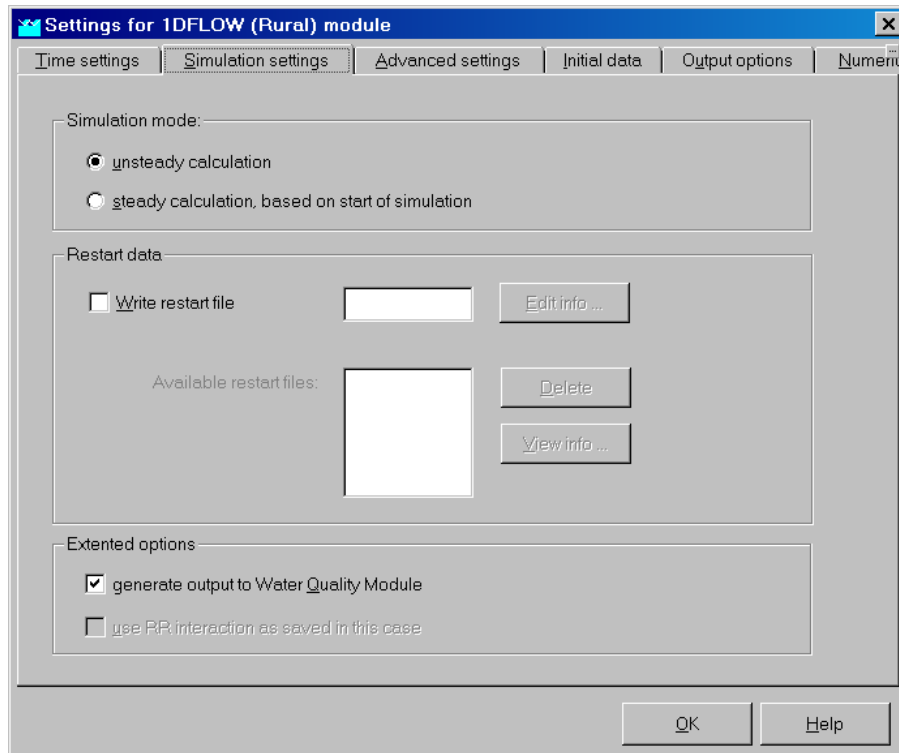 Settings for 1DFLOW (Rural) module
Time settings Simulation settings Advanced settings Initial data Output options Numeri
...
Simulation mode:
unsteady calculation
steady calculation, based on start of simulation
Restart data
Write restart file Edit info ...
Available restart files: Delete
View info ...
Extented options
generate output to Water Quality Module
use RR interaction as saved in this case
OK Help